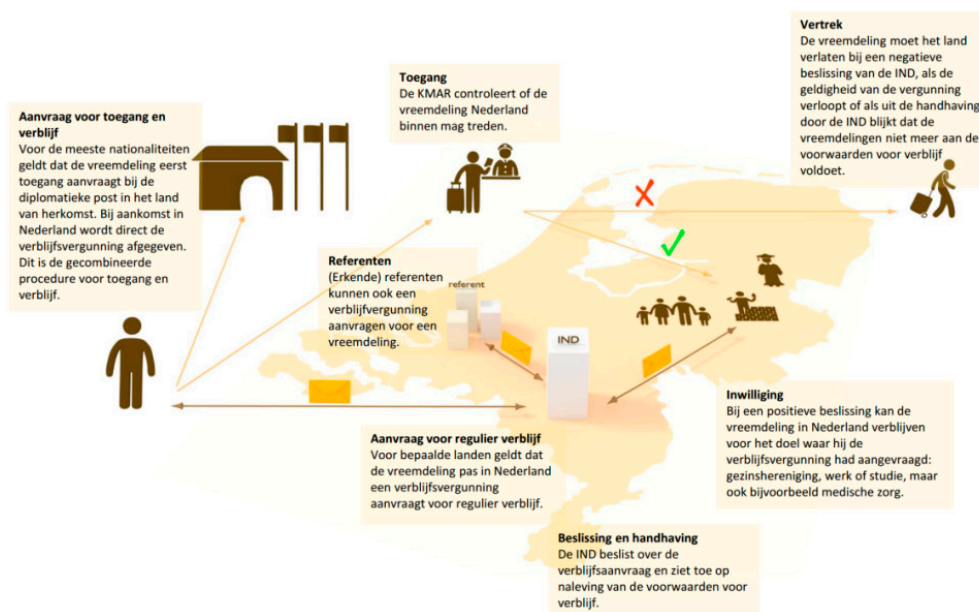 Aanvraag voor toegang en
verblijf
Voor de meeste nationaliteiten
geldt dat de vreemdeling eerst
toegang aanvraagt bij de
diplomatieke post in het land
van herkomst. Bij aankomst in
Nederland wordt direct de
verblijfsvergunning afgegeven.
Dit is de gecombineerde
procedure voor toegang en
verblijf.
Toegang
De KMAR controleert of de
vreemdeling Nederland
binnen mag treden.
Vertrek
De vreemdeling moet het land
verlaten bij een negatieve
beslissing van de IND, als de
geldigheid van de vergunning
verloopt of als uit de handhaving
door de IND blijkt dat de
vreemdelingen niet meer aan de
voorwaarden voor verblijf
voldoet.
Referenten
(Erkende) referenten
kunnen ook een
verblijfvergunning
aanvragen voor een
vreemdeling.
referent
IND
Aanvraag voor regulier verblijf
Voor bepaalde landen geldt dat
de vreemdeling pas in Nederland
een verblijfsvergunning
aanvraagt voor regulier verblijf.
Inwilliging
Bij een positieve beslissing kan de
vreemdeling in Nederland verblijven
voor het doel waar hij de
verblijfsvergunning had aangevraagd:
gezinshereniging, werk of studie, maar
ook bijvoorbeeld medische zorg.
Beslissing en handhaving
De IND beslist over de
verblijfsaanvraag en ziet toe op
naleving van de voorwaarden voor
verblijf.